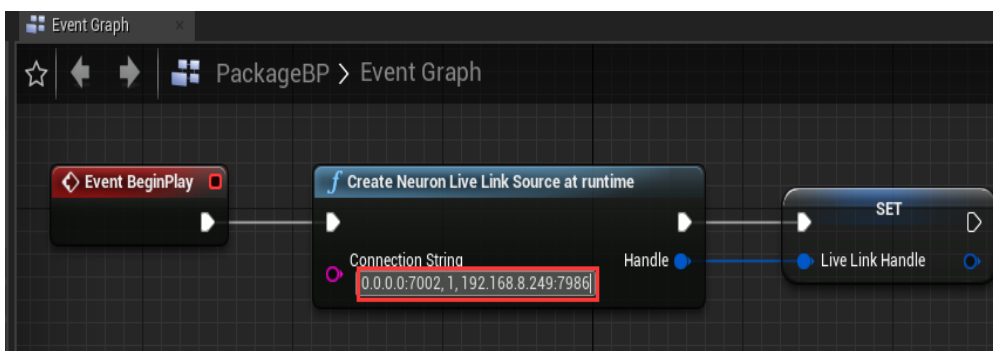 Event Graph
PackageBP > Event Graph
Event BeginPlay
Create Neuron Live Link Source at runtime
SET
Connection String
Handle
Live Link Handle
0.0.0.0:7002, 1, 192.168.8.249:7986